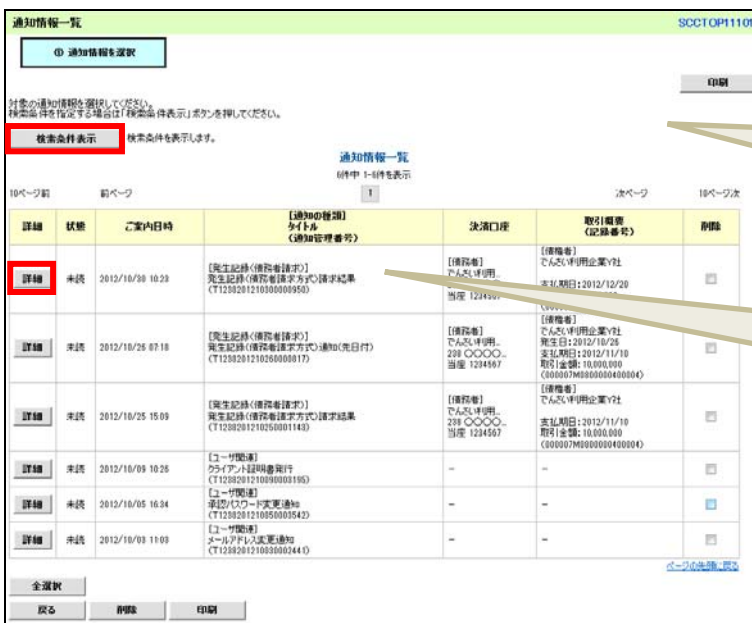 通知情報一覧
SCCTOP11101
① 通知情報を選択
印刷
対象の通知情報を選択してください。
検索条件を指定する場合は「検索条件表示」ボタンを押してください。
検索条件表示 検索条件を表示します。
通知情報一覧
6件中 1-6件を表示
10ページ前 前ページ 1 次ページ 10ページ次
詳細 状態 ご案内日時 [通知の種類] タイトル (通知管理番号) 決済口座 取引概要 (記録番号) 削除
詳細 未読 2012/10/30 10:23
[発生記録(債務者請求)]
発生記録(債務者請求方式)請求結果
(T1238201210300000950)
[債務者]
でんさい利用
当座 1234567
[債権者]
でんさい利用企業Y社
支払期日:2012/12/20
詳細 未読 2012/10/26 07:18
[発生記録(債務者請求)]
発生記録(債務者請求方式)通知(先日付)
(T1238201210260000017)
[債務者]
でんさい利用..
238 〇〇〇〇..
当座 1234567
[債権者]
でんさい利用企業Y社
発生日:2012/10/26
支払期日:2012/11/10
取引金額:10,000,000
(000007M0800000400004)
詳細 未読 2012/10/25 15:09
[発生記録(債務者請求)]
発生記録(債務者請求方式)請求結果
(T1238201210250001143)
[債務者]
でんさい利用..
238 〇〇〇〇..
当座 1234567
[債権者]
でんさい利用企業Y社
支払期日:2012/11/10
取引金額:10,000,000
(000007M0800000400004)
詳細 未読 2012/10/09 10:26
[ユーザ関連]
クライアント証明書発行
(T1238201210090003195)
- -
詳細 未読 2012/10/05 16:34
[ユーザ関連]
承認パスワード変更通知
(T1238201210050003542)
- -
詳細 未読 2012/10/03 11:03
[ユーザ関連]
メールアドレス変更通知
(T1238201210030002441)
- -
ページの先頭に戻る
全選択
戻る 削除 印刷